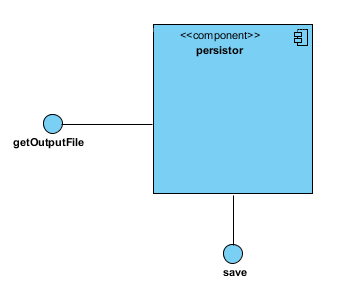 <<component>>
persistor
getOutputFile
save